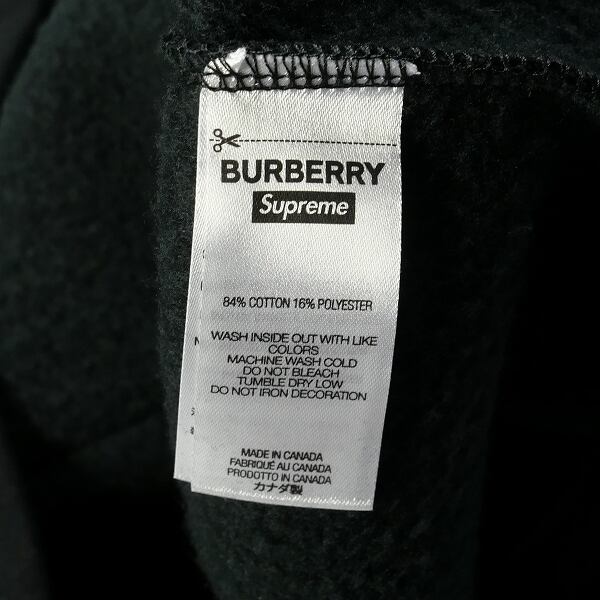 BURBERRY
Supreme
84% COTTON 16% POLYESTER
WASH INSIDE OUT WITH LIKE
COLORS
MACHINE WASH COLD
DO NOT BLEACH
TUMBLE DRY LOW
DO NOT IRON DECORATION
MADE IN CANADA
FABRIQUÉ AU CANADA
PRODOTTO IN CANADA
カナダ製